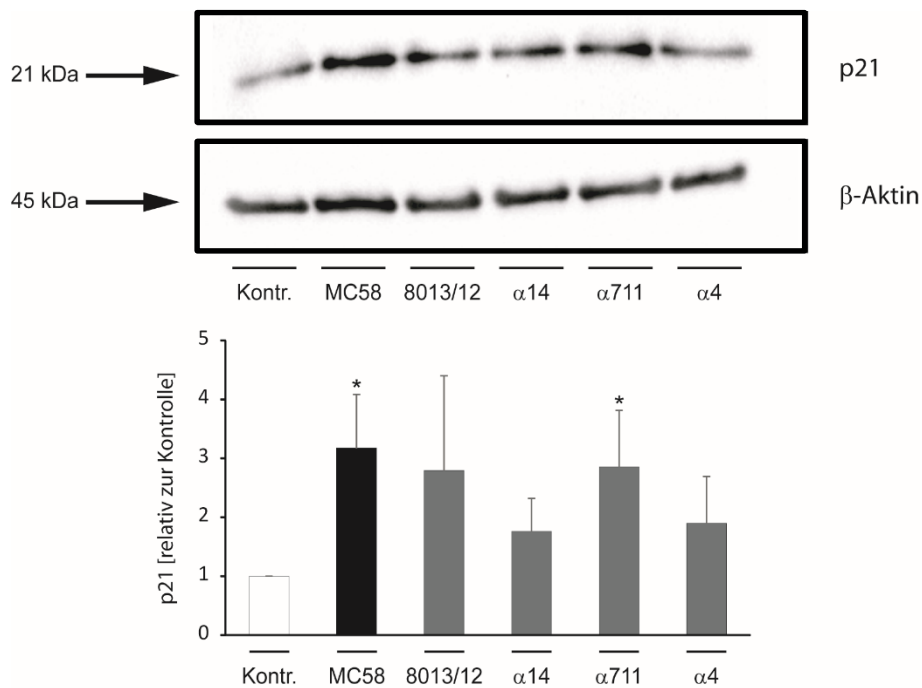 21 kDa p21
45 kDa β-Aktin
Kontr. MC58 8013/12 α14 α711 α4
p21 [relativ zur Kontrolle]
5
4
3
2
1
0
* *
Kontr. MC58 8013/12 α14 α711 α4